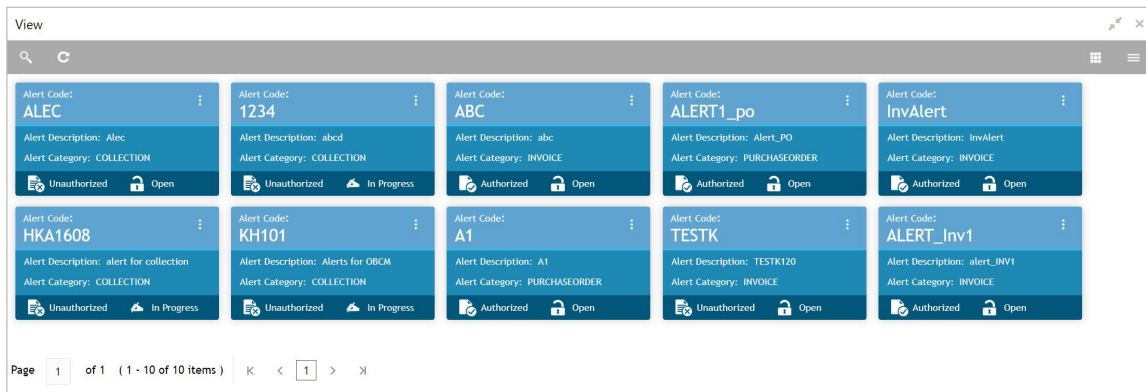 View
Alert Code:
ALEC
Alert Description: Alec
Alert Category: COLLECTION
Unauthorized Open
Alert Code:
1234
Alert Description: abcd
Alert Category: COLLECTION
Unauthorized In Progress
Alert Code:
ABC
Alert Description: abc
Alert Category: INVOICE
Authorized Open
Alert Code:
ALERT1_po
Alert Description: Alert_PO
Alert Category: PURCHASEORDER
Authorized Open
Alert Code:
InvAlert
Alert Description: InvAlert
Alert Category: INVOICE
Authorized Open
Alert Code:
HKA1608
Alert Description: alert for collection
Alert Category: COLLECTION
Unauthorized In Progress
Alert Code:
KH101
Alert Description: Alerts for OBCM
Alert Category: COLLECTION
Unauthorized In Progress
Alert Code:
A1
Alert Description: A1
Alert Category: PURCHASEORDER
Authorized Open
Alert Code:
TESTK
Alert Description: TESTK120
Alert Category: INVOICE
Unauthorized Open
Alert Code:
ALERT_Inv1
Alert Description: alert_INV1
Alert Category: INVOICE
Authorized Open
Page 1 of 1 ( 1 - 10 of 10 items ) 1